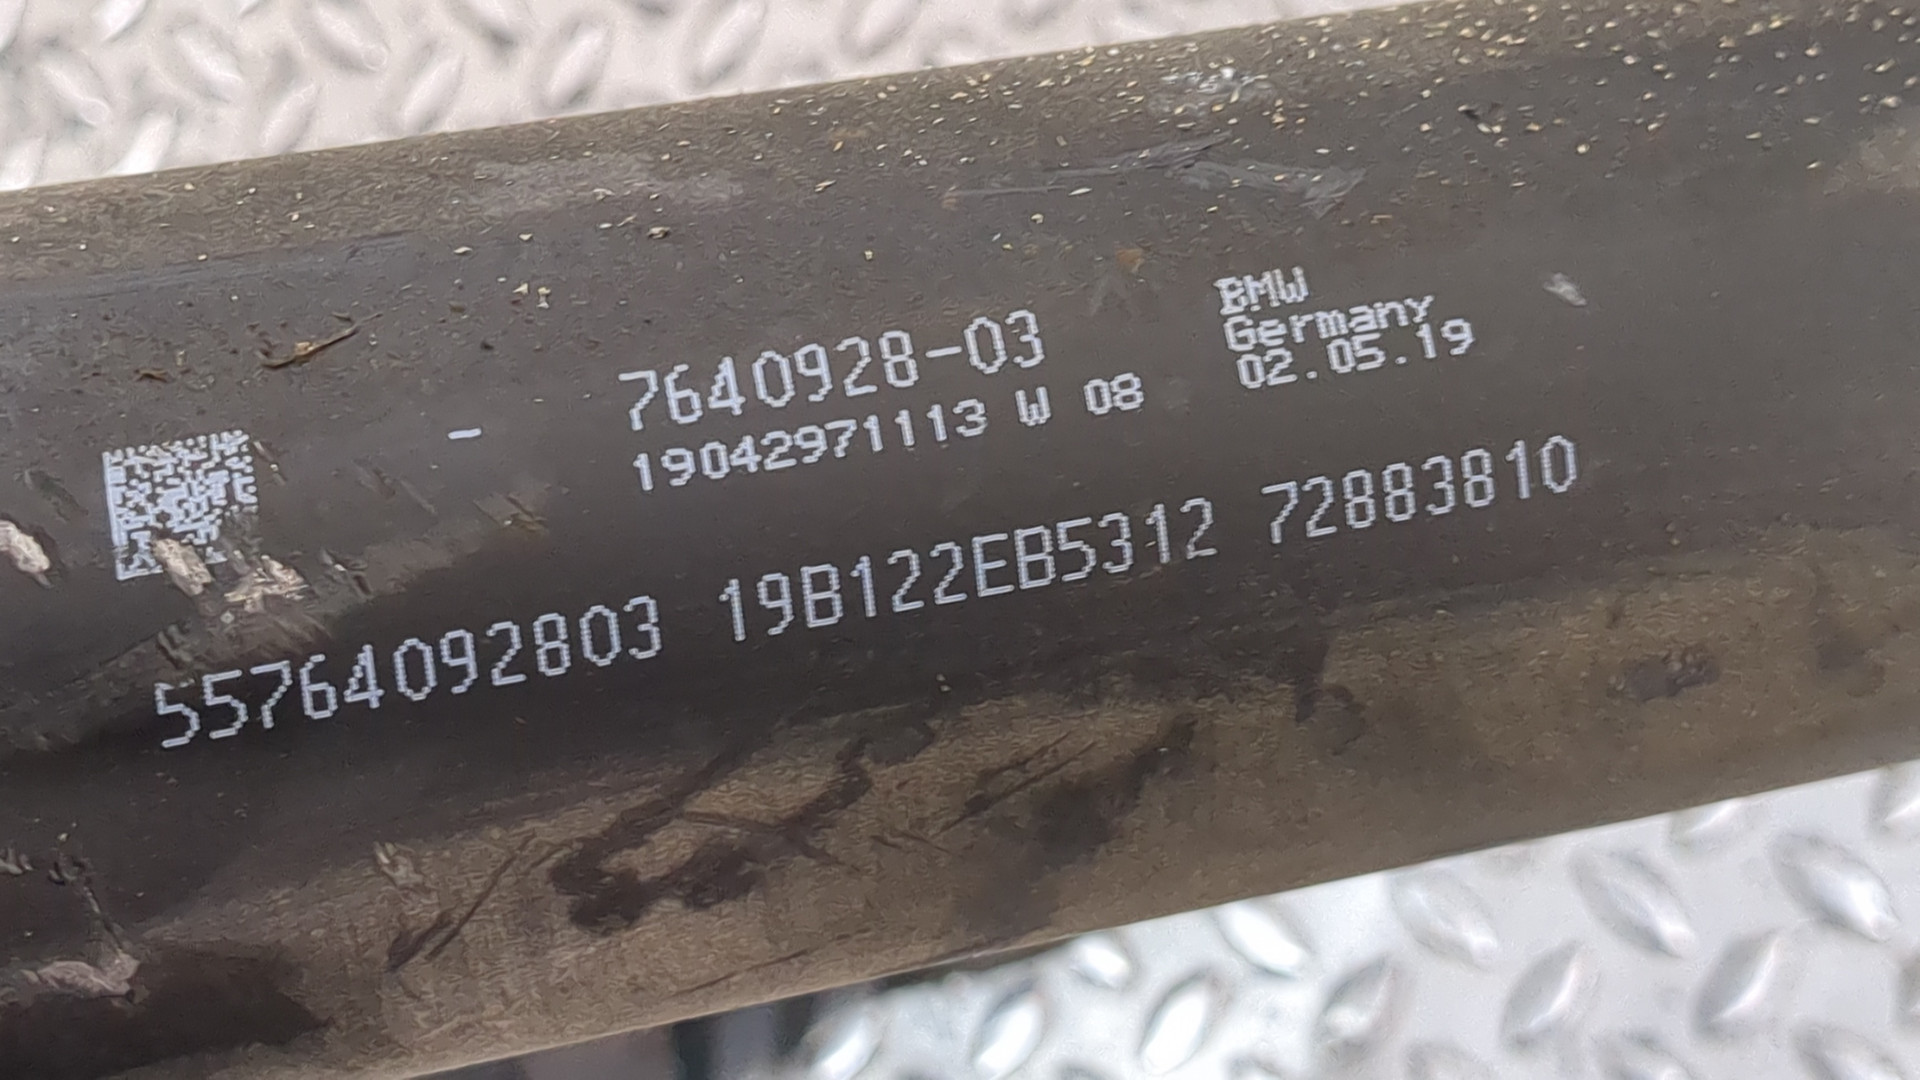 - 7640928-03
19042971113 W 08
BMW
Germany
02.05.19
55764092803 19B122EB5312 72883810